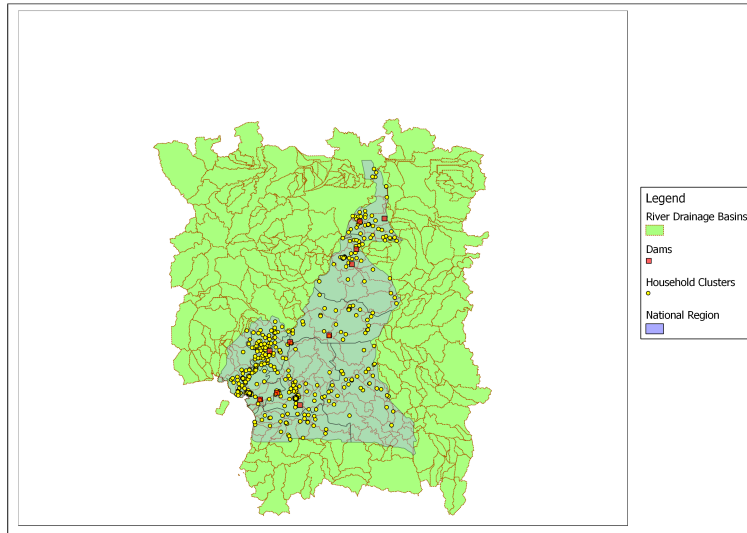 Legend
River Drainage Basins
Dams
Household Clusters
National Region